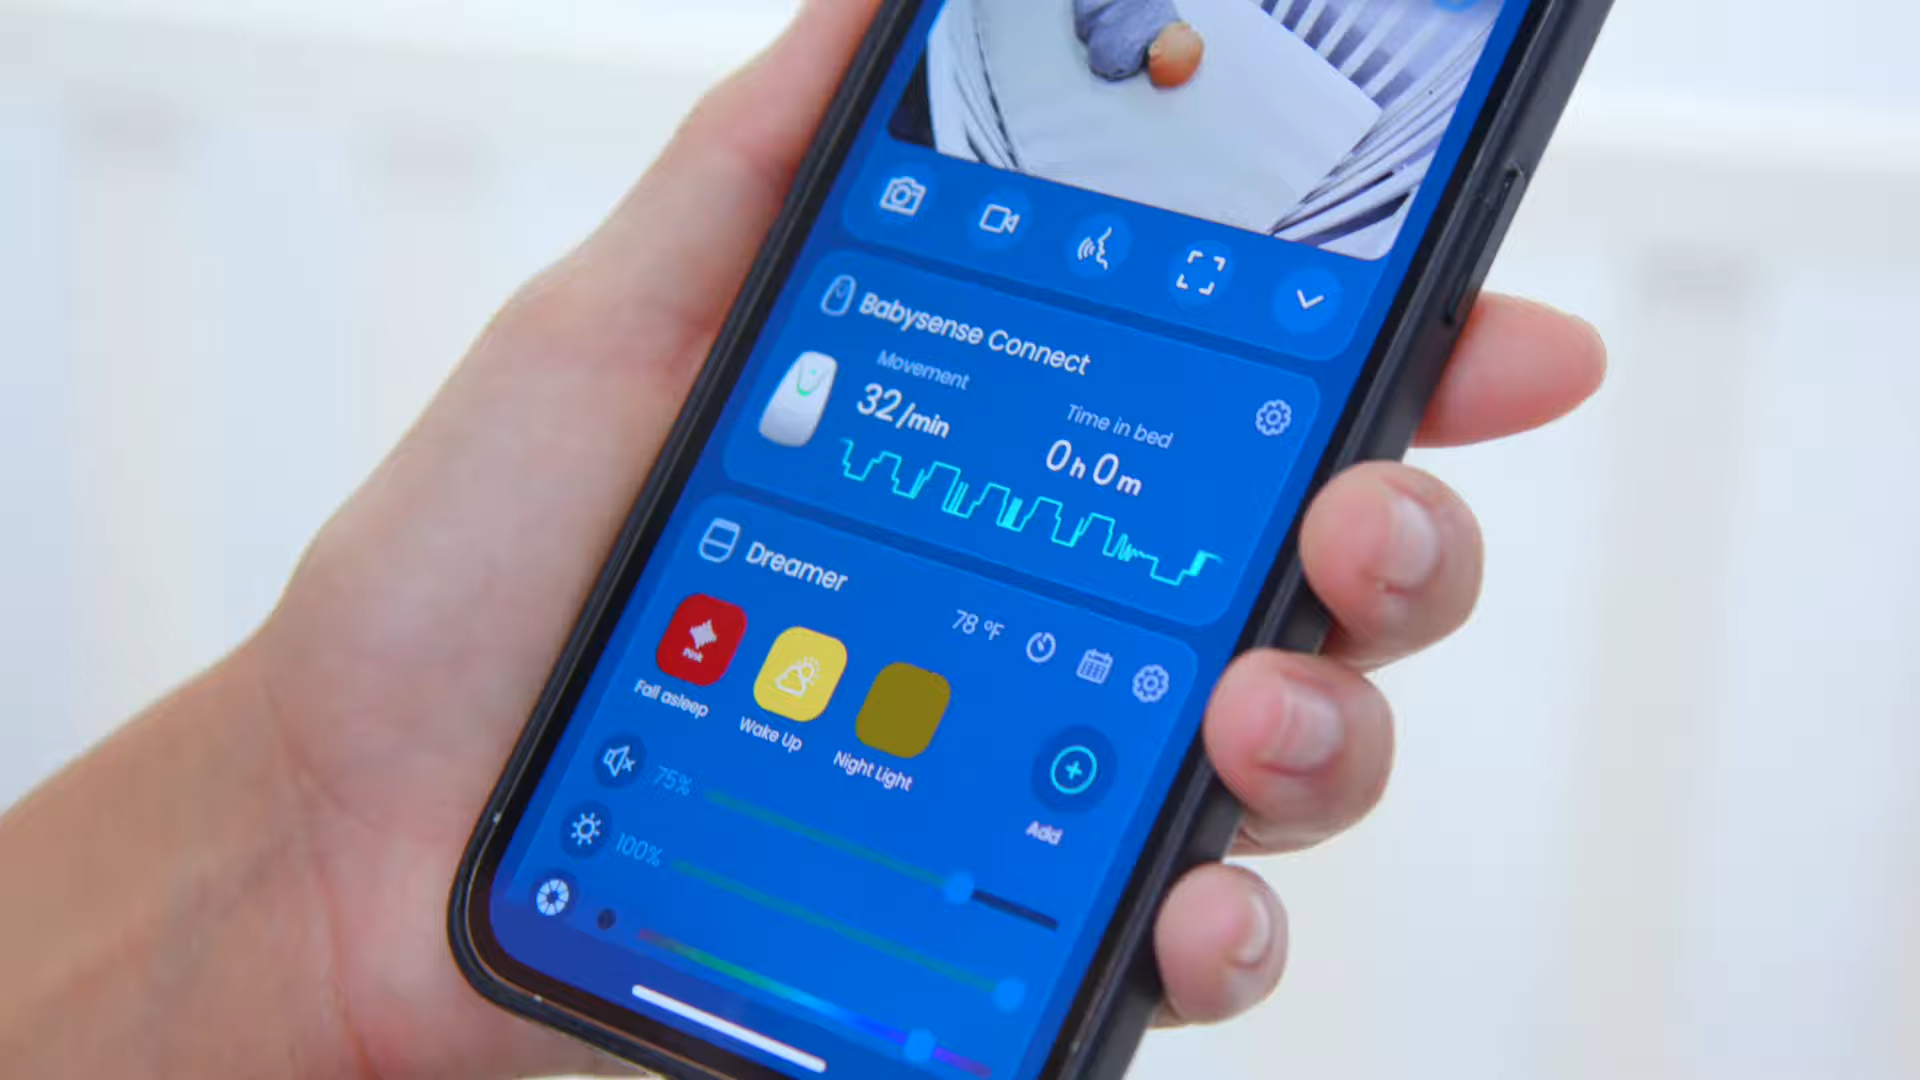 Babysense Connect
Movement
32/min
Time in bed
0h 0m
Dreamer
78 °F
Pink
Fall asleep
Wake Up
Night Light
Add
75%
100%